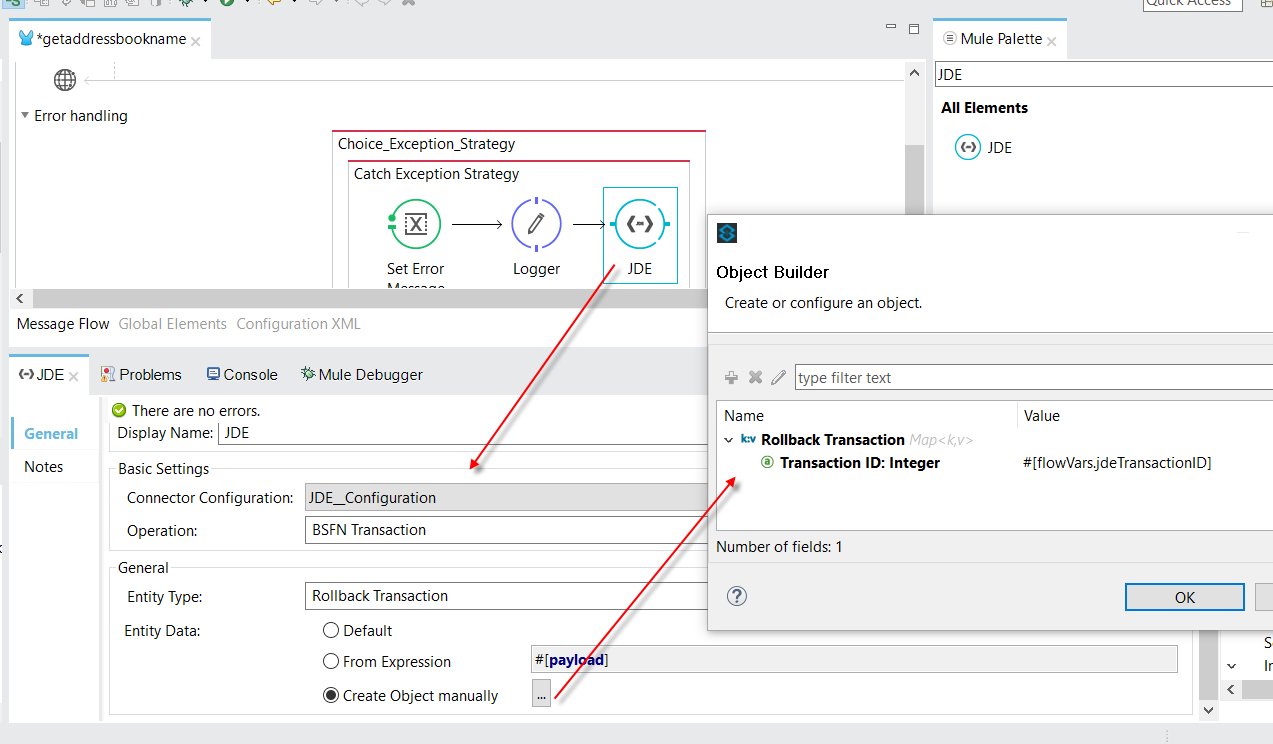 Quick Access
*getaddressbookname
Mule Palette
JDE
Error handling
All Elements
JDE
Choice_Exception_Strategy
Catch Exception Strategy
Set Error
Message
Logger
JDE
Object Builder
Create or configure an object.
Message Flow Global Elements Configuration XML
JDE Problems Console Mule Debugger
type filter text
There are no errors.
Display Name: JDE
Name Value
General
Rollback Transaction Map<k,v>
Notes
Transaction ID: Integer #[flowVars.jdeTransactionID]
Basic Settings
Connector Configuration: JDE__Configuration
Operation: BSFN Transaction
Number of fields: 1
General
Entity Type: Rollback Transaction
OK
Entity Data: Default
From Expression #[payload]
Create Object manually ...